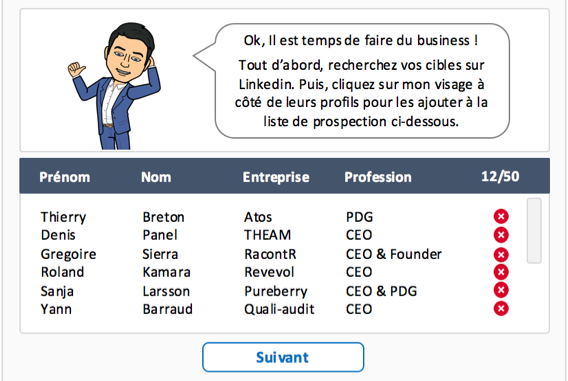 Ok, Il est temps de faire du business !
Tout d’abord, recherchez vos cibles sur
Linkedin. Puis, cliquez sur mon visage à
côté de leurs profils pour les ajouter à la
liste de prospection ci-dessous.
Prénom Nom Entreprise Profession 12/50
Thierry Breton Atos PDG
Denis Panel THEAM CEO
Gregoire Sierra RacontR CEO & Founder
Roland Kamara Revevol CEO
Sanja Larsson Pureberry CEO & PDG
Yann Barraud Quali-audit CEO
Suivant